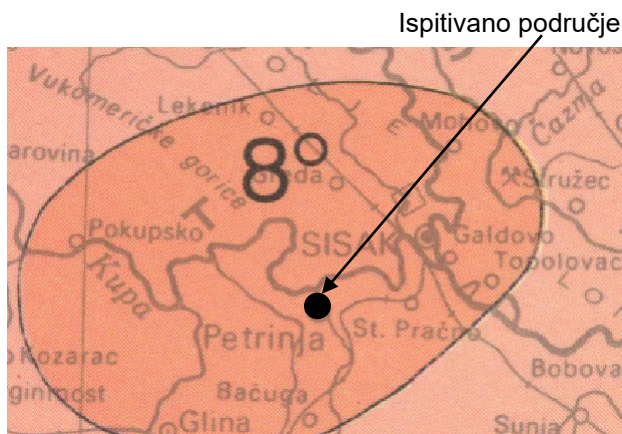 Ispitivano područje
Vukomeričke gorice
Lekenik
Mohovo
Čazma
arovina
8°
Greda
Stružec
Pokupsko
SISAK
Galdovo
Topolovac
Kupa
Petrinja
St. Pračno
Kozarac
Bobova
Bačuga
Glina
Sunja